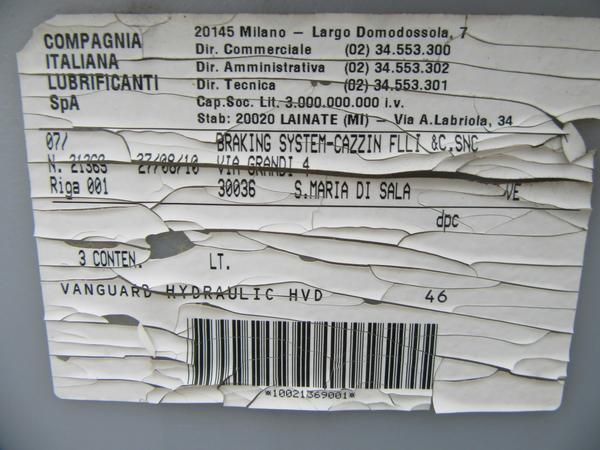 COMPAGNIA
ITALIANA
LUBRIFICANTI
SpA
20145 Milano – Largo Domodossola, 7
Dir. Commerciale (02) 34.553.300
Dir. Amministrativa (02) 34.553.302
Dir. Tecnica (02) 34.553.301
Cap.Soc. Lit. 3.000.000.000 i.v.
Stab: 20020 LAINATE (MI) – Via A.Labriola, 34
07/ BRAKING SYSTEM-CAZZIN FLLI &C,SNC
N. 21369 27/08/10 VIA GRANDI 4
Riga 001 30036 S.MARIA DI SALA VE
dpc
3 CONTEN. LT.
VANGUARD HYDRAULIC HVD 46
*10021369001*